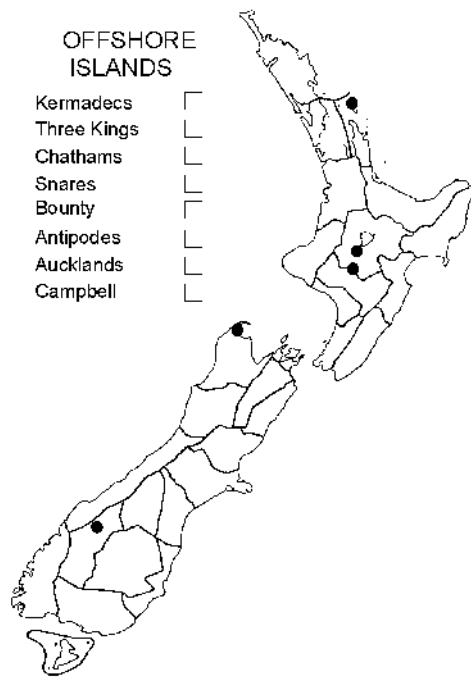 OFFSHORE
ISLANDS
Kermadecs
Three Kings
Chathams
Snares
Bounty
Antipodes
Aucklands
Campbell